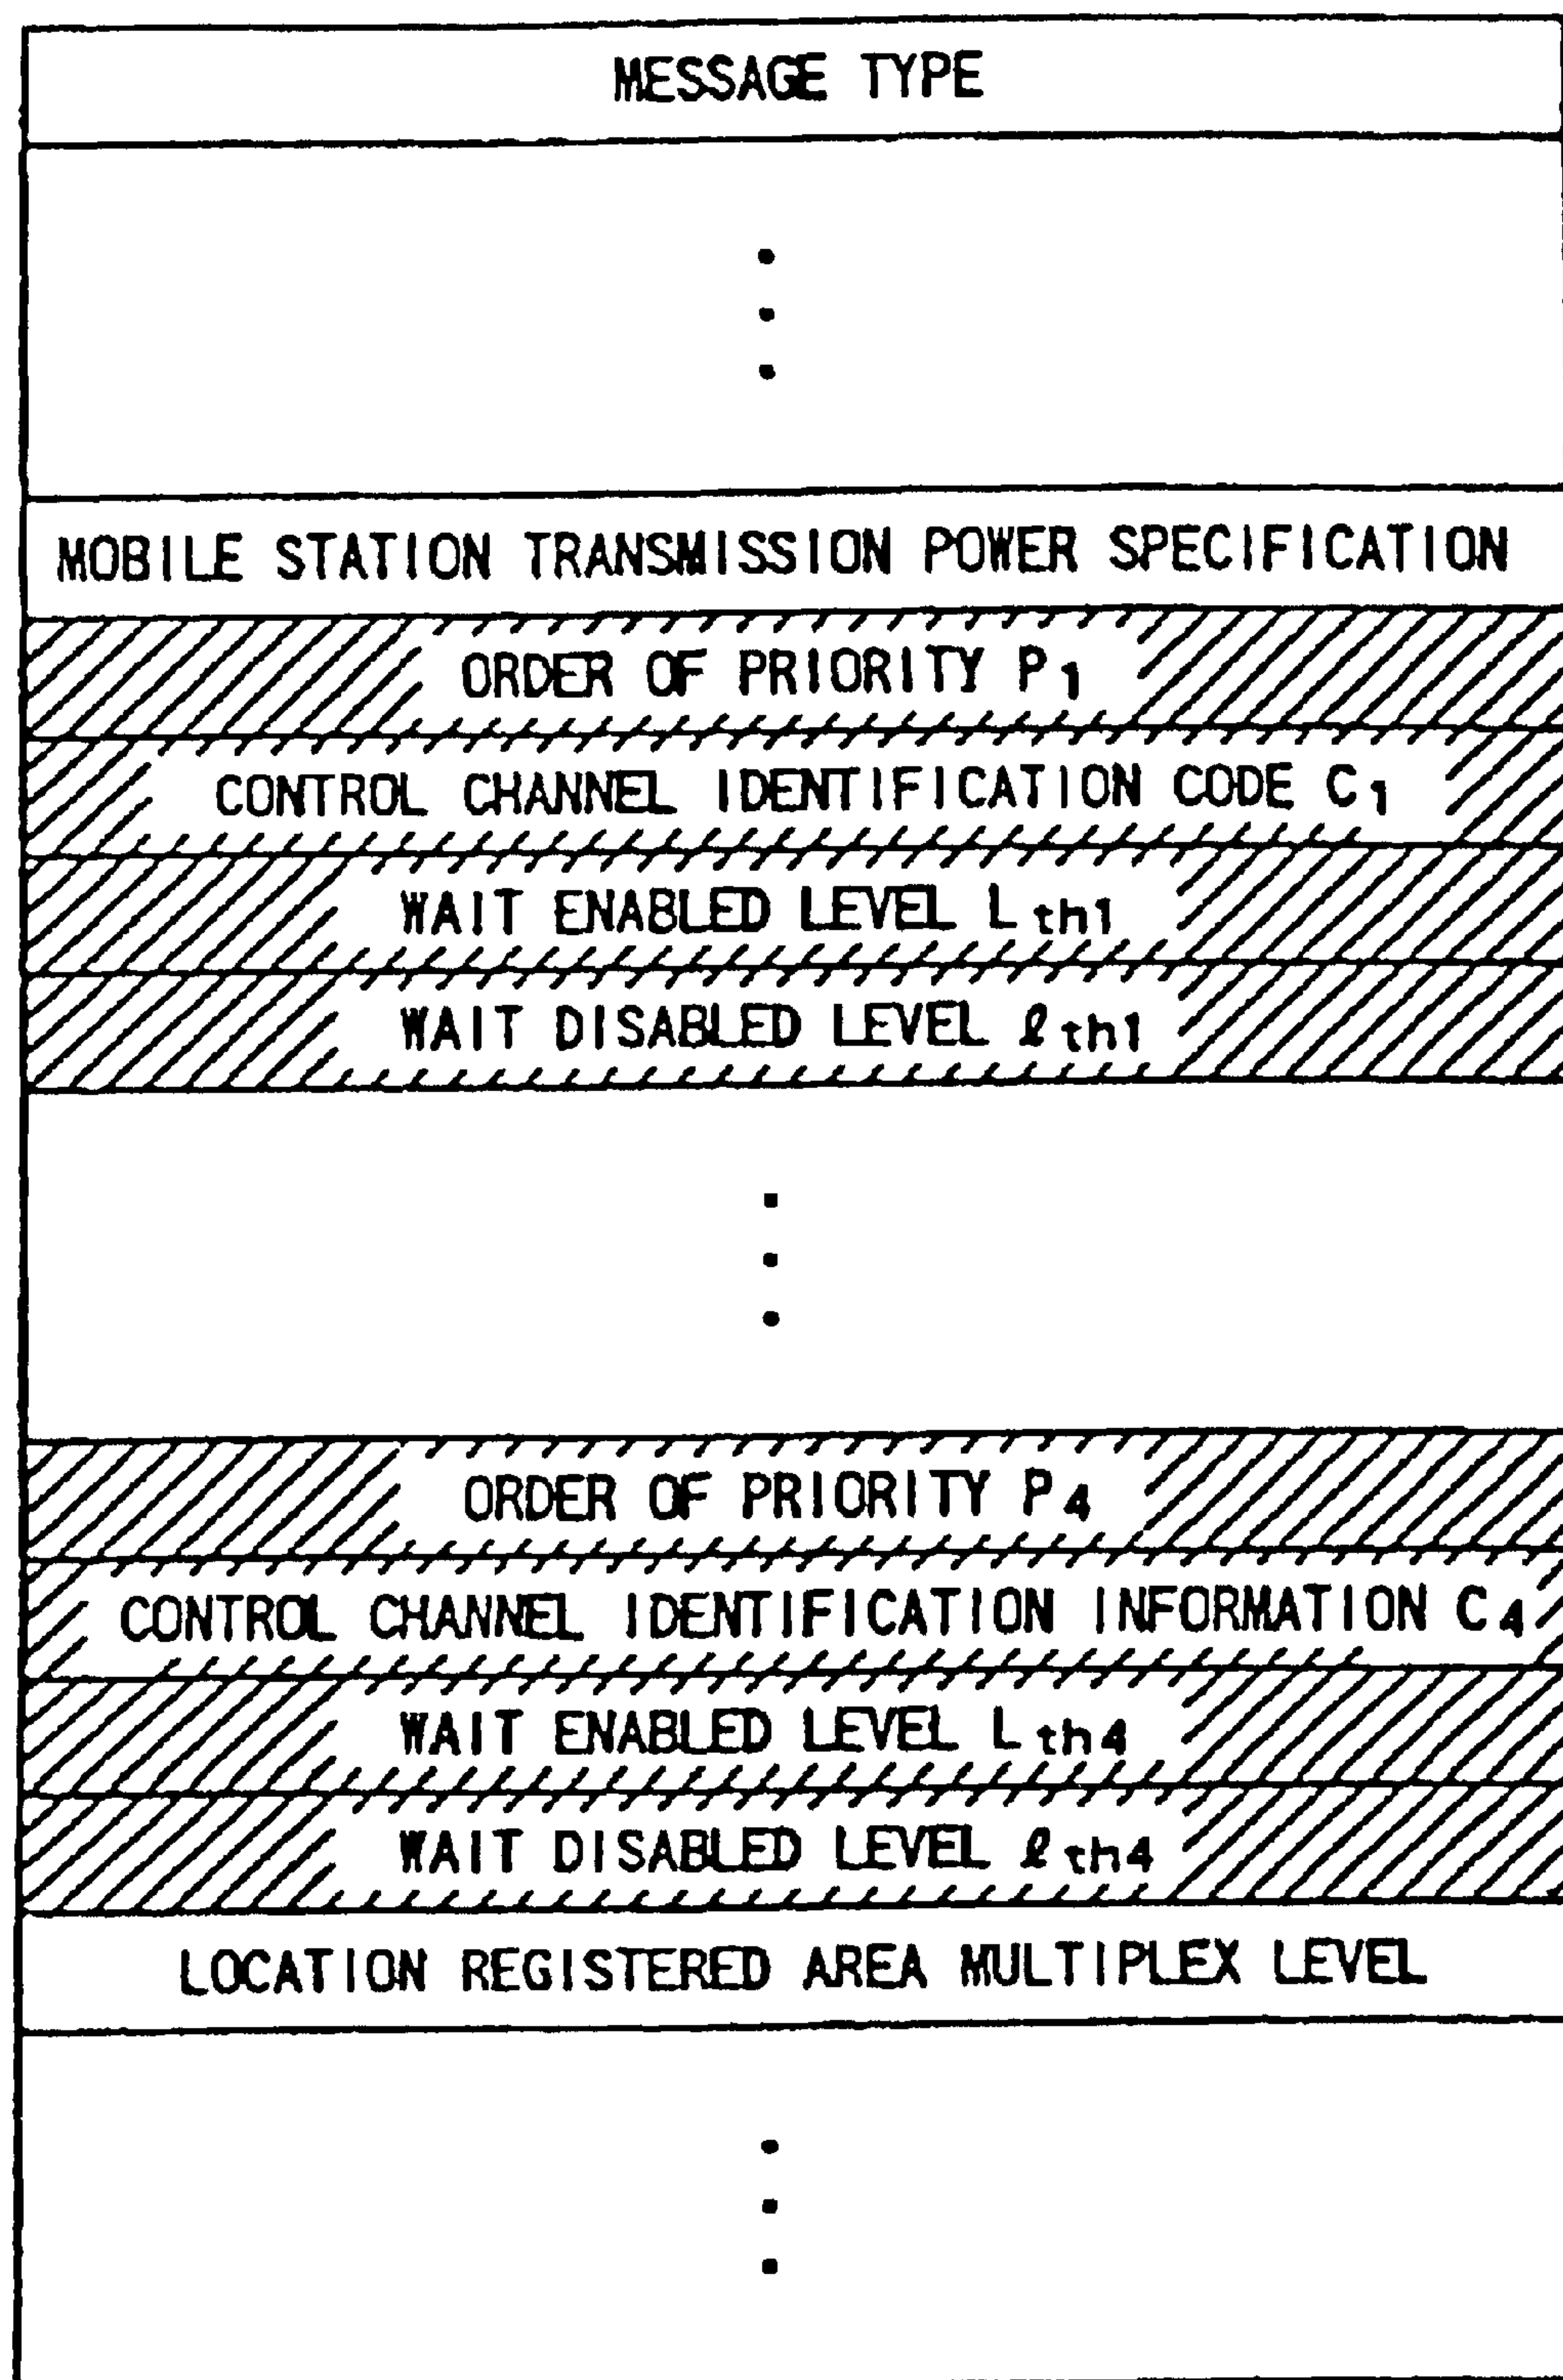 MESSAGE TYPE
MOBILE STATION TRANSMISSION POWER SPECIFICATION
ORDER OF PRIORITY P1
CONTROL CHANNEL IDENTIFICATION CODE C1
WAIT ENABLED LEVEL Lth1
WAIT DISABLED LEVEL ℓth1
ORDER OF PRIORITY P4
CONTROL CHANNEL IDENTIFICATION INFORMATION C4
WAIT ENABLED LEVEL Lth4
WAIT DISABLED LEVEL ℓth4
LOCATION REGISTERED AREA MULTIPLEX LEVEL